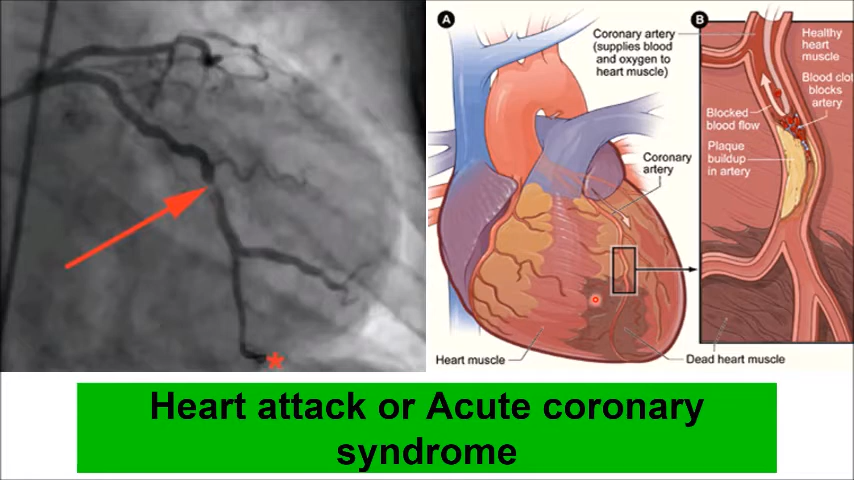 A
Coronary artery
(supplies blood
and oxygen to
heart muscle)
Coronary
artery
Heart muscle
Dead heart muscle
B
Healthy
heart
muscle
Blood clot
blocks
artery
Blocked
blood flow
Plaque
buildup
in artery
Heart attack or Acute coronary
syndrome